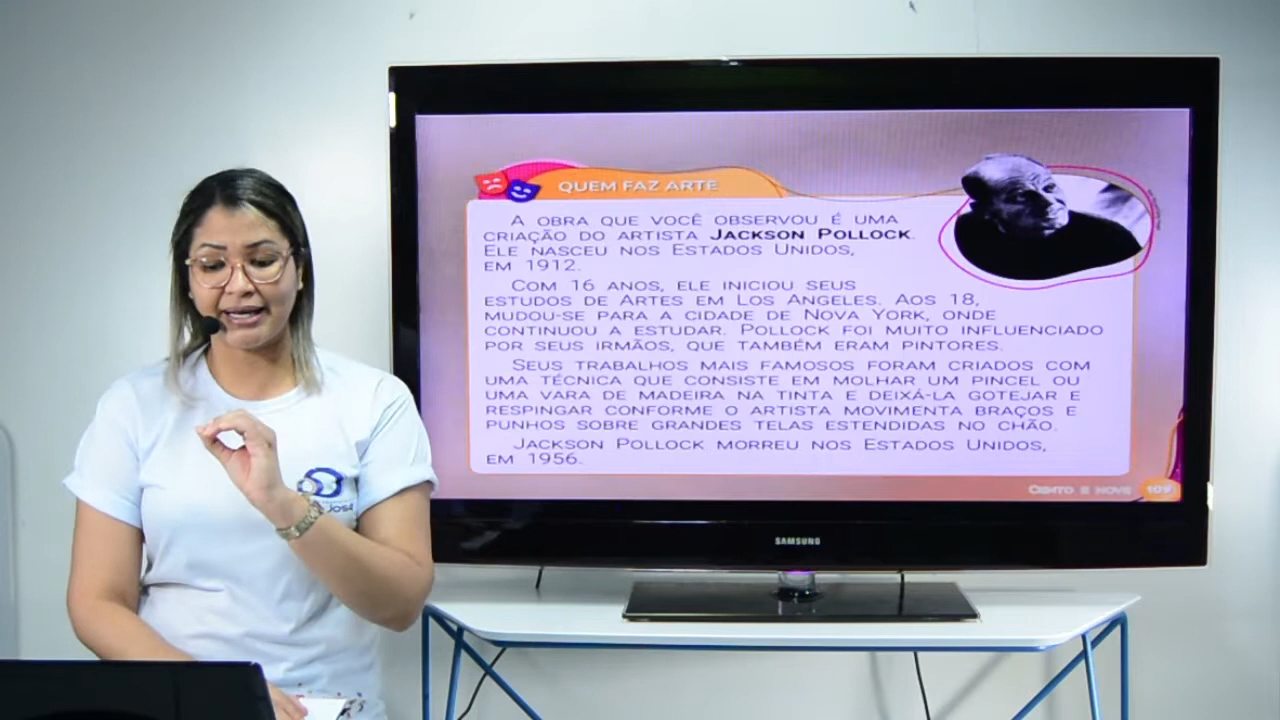 QUEM FAZ ARTE
A OBRA QUE VOCÊ OBSERVOU É UMA
CRIAÇÃO DO ARTISTA JACKSON POLLOCK.
ELE NASCEU NOS ESTADOS UNIDOS,
EM 1912.
COM 16 ANOS, ELE INICIOU SEUS
ESTUDOS DE ARTES EM LOS ANGELES. AOS 18,
MUDOU-SE PARA A CIDADE DE NOVA YORK, ONDE
CONTINUOU A ESTUDAR. POLLOCK FOI MUITO INFLUENCIADO
POR SEUS IRMÃOS, QUE TAMBÉM ERAM PINTORES.
SEUS TRABALHOS MAIS FAMOSOS FORAM CRIADOS COM
UMA TÉCNICA QUE CONSISTE EM MOLHAR UM PINCEL OU
UMA VARA DE MADEIRA NA TINTA E DEIXÁ-LA GOTEJAR E
RESPINGAR CONFORME O ARTISTA MOVIMENTA BRAÇOS E
PUNHOS SOBRE GRANDES TELAS ESTENDIDAS NO CHÃO.
JACKSON POLLOCK MORREU NOS ESTADOS UNIDOS,
EM 1956.
CENTO E NOVE 109
SAMSUNG
José